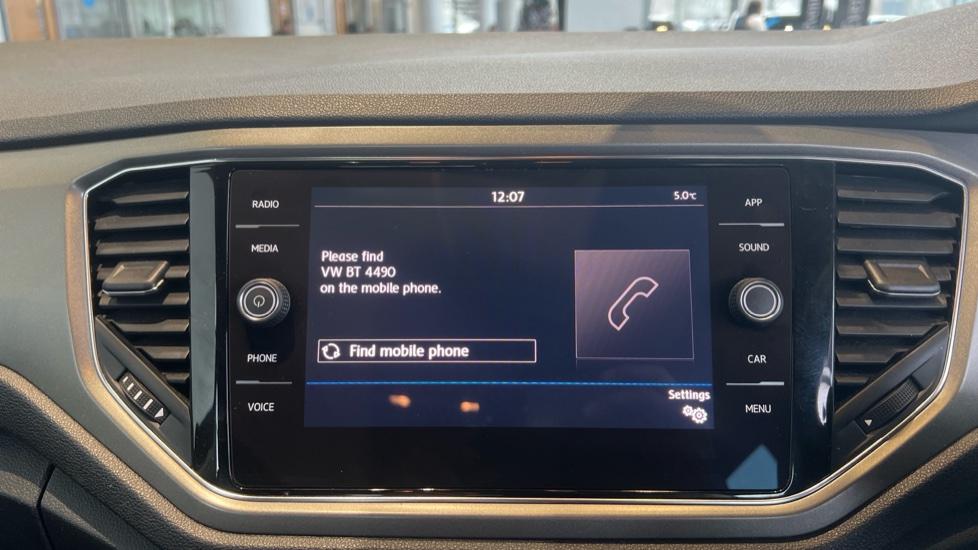 12:07
5.0°C
RADIO
MEDIA
PHONE
VOICE
Please find
VW BT 4490
on the mobile phone.
Find mobile phone
Settings
APP
SOUND
CAR
MENU